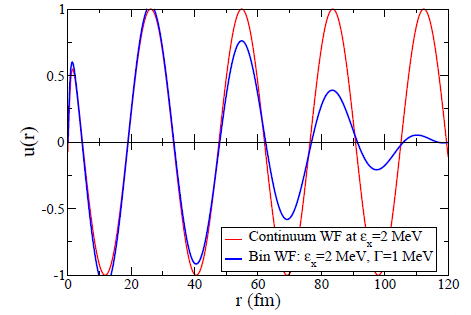 1
0.5
0
-0.5
-1
u(r)
Continuum WF at εx=2 MeV
Bin WF: εx=2 MeV, Γ=1 MeV
0 20 40 60 80 100 120
r (fm)